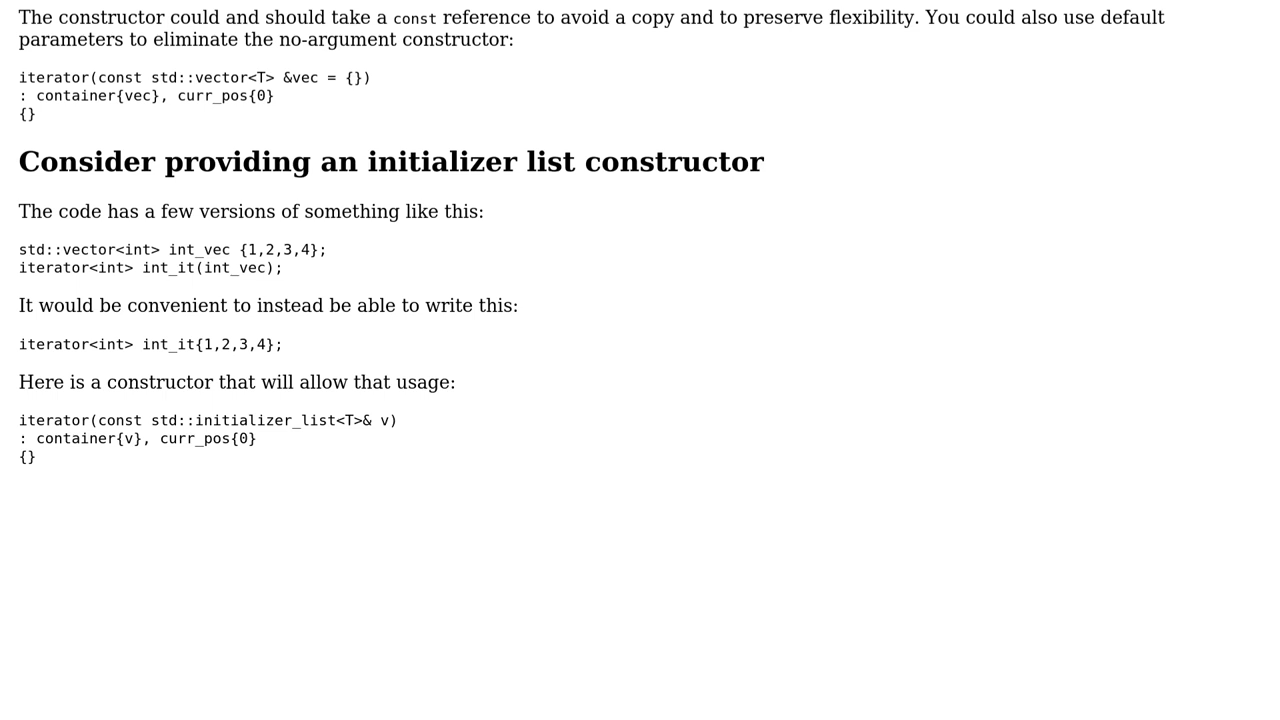 The constructor could and should take a const reference to avoid a copy and to preserve flexibility. You could also use default
parameters to eliminate the no-argument constructor:
iterator(const std::vector<T> &vec = {})
: container{vec}, curr_pos{0}
{}
Consider providing an initializer list constructor
The code has a few versions of something like this:
std::vector<int> int_vec {1,2,3,4};
iterator<int> int_it(int_vec);
It would be convenient to instead be able to write this:
iterator<int> int_it{1,2,3,4};
Here is a constructor that will allow that usage:
iterator(const std::initializer_list<T>& v)
: container{v}, curr_pos{0}
{}